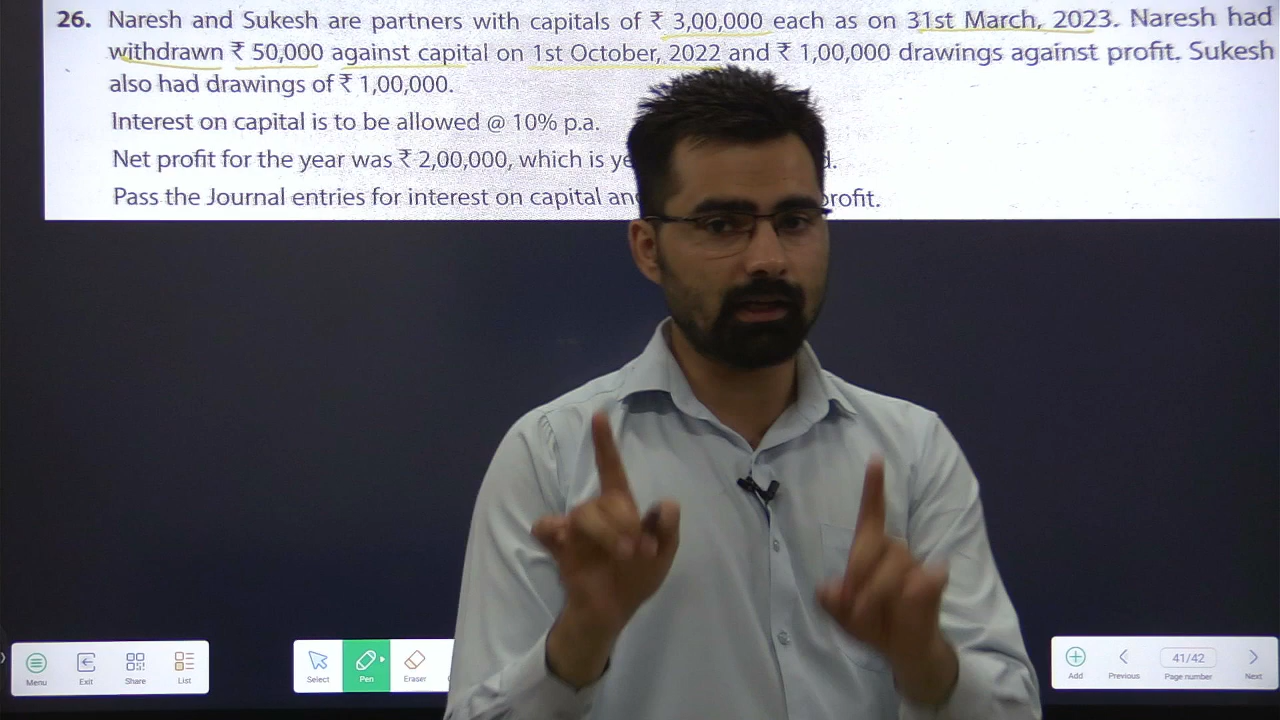 26. Naresh and Sukesh are partners with capitals of ₹ 3,00,000 each as on 31st March, 2023. Naresh had
withdrawn ₹ 50,000 against capital on 1st October, 2022 and ₹ 1,00,000 drawings against profit. Sukesh
also had drawings of ₹ 1,00,000.
Interest on capital is to be allowed @ 10% p.a.
Net profit for the year was ₹ 2,00,000, which is
Pass the Journal entries for interest on capital
Menu
Exit
Share
List
Select
Pen
Eraser
Add
Previous
41/42
Page number
Next